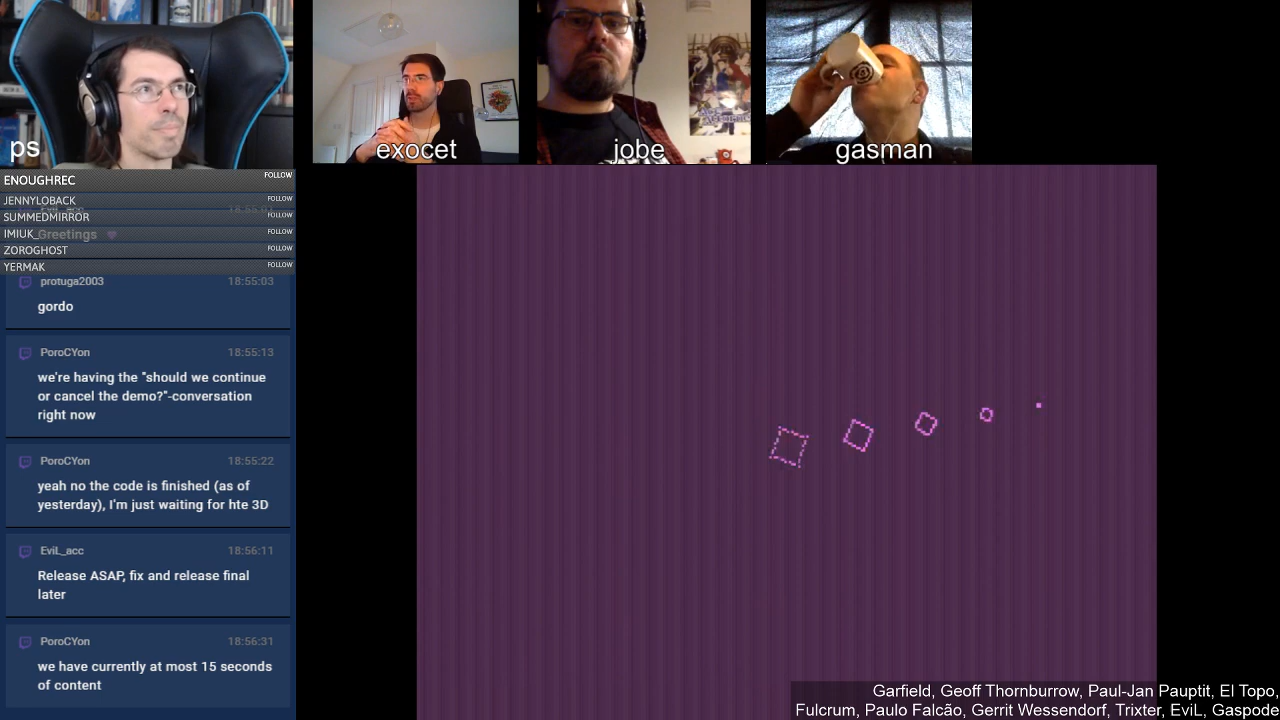 ps
exocet
jobe
gasman
ENOUGHREC
FOLLOW
JENNYLOBACK
FOLLOW
SUMMEDMIRROR
FOLLOW
IMIUK_
Greetings
FOLLOW
ZOROGHOST
FOLLOW
YERMAK
FOLLOW
protuga2003 18:55:03
gordo
PoroCYon 18:55:13
we're having the "should we continue
or cancel the demo?"-conversation
right now
PoroCYon 18:55:22
yeah no the code is finished (as of
yesterday), I'm just waiting for hte 3D
EviL_acc 18:56:11
Release ASAP, fix and release final
later
PoroCYon 18:56:31
we have currently at most 15 seconds
of content
Garfield, Geoff Thornburrow, Paul-Jan Pauptit, El Topo,
Fulcrum, Paulo Falcão, Gerrit Wessendorf, Trixter, EviL, Gaspode